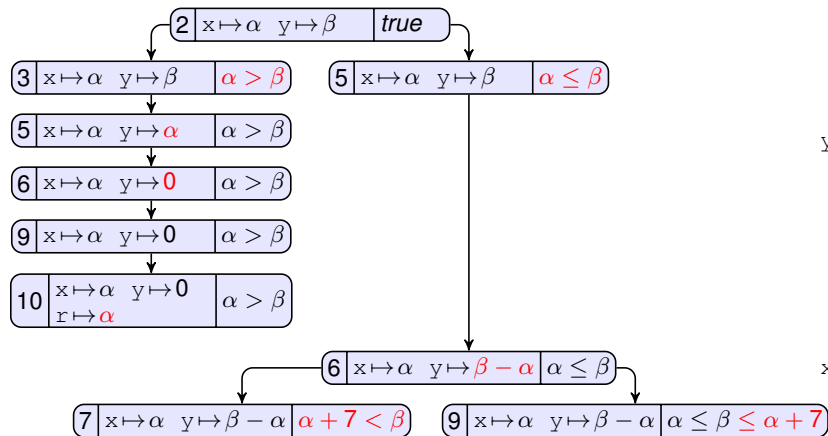 2 x↦α y↦β true
3 x↦α y↦β α > β
5 x↦α y↦β α ≤ β
5 x↦α y↦α α > β
y
6 x↦α y↦0 α > β
9 x↦α y↦0 α > β
10 x↦α y↦0 α > β
r↦α
6 x↦α y↦β − α α ≤ β
x
7 x↦α y↦β − α α + 7 < β
9 x↦α y↦β − α α ≤ β ≤ α + 7